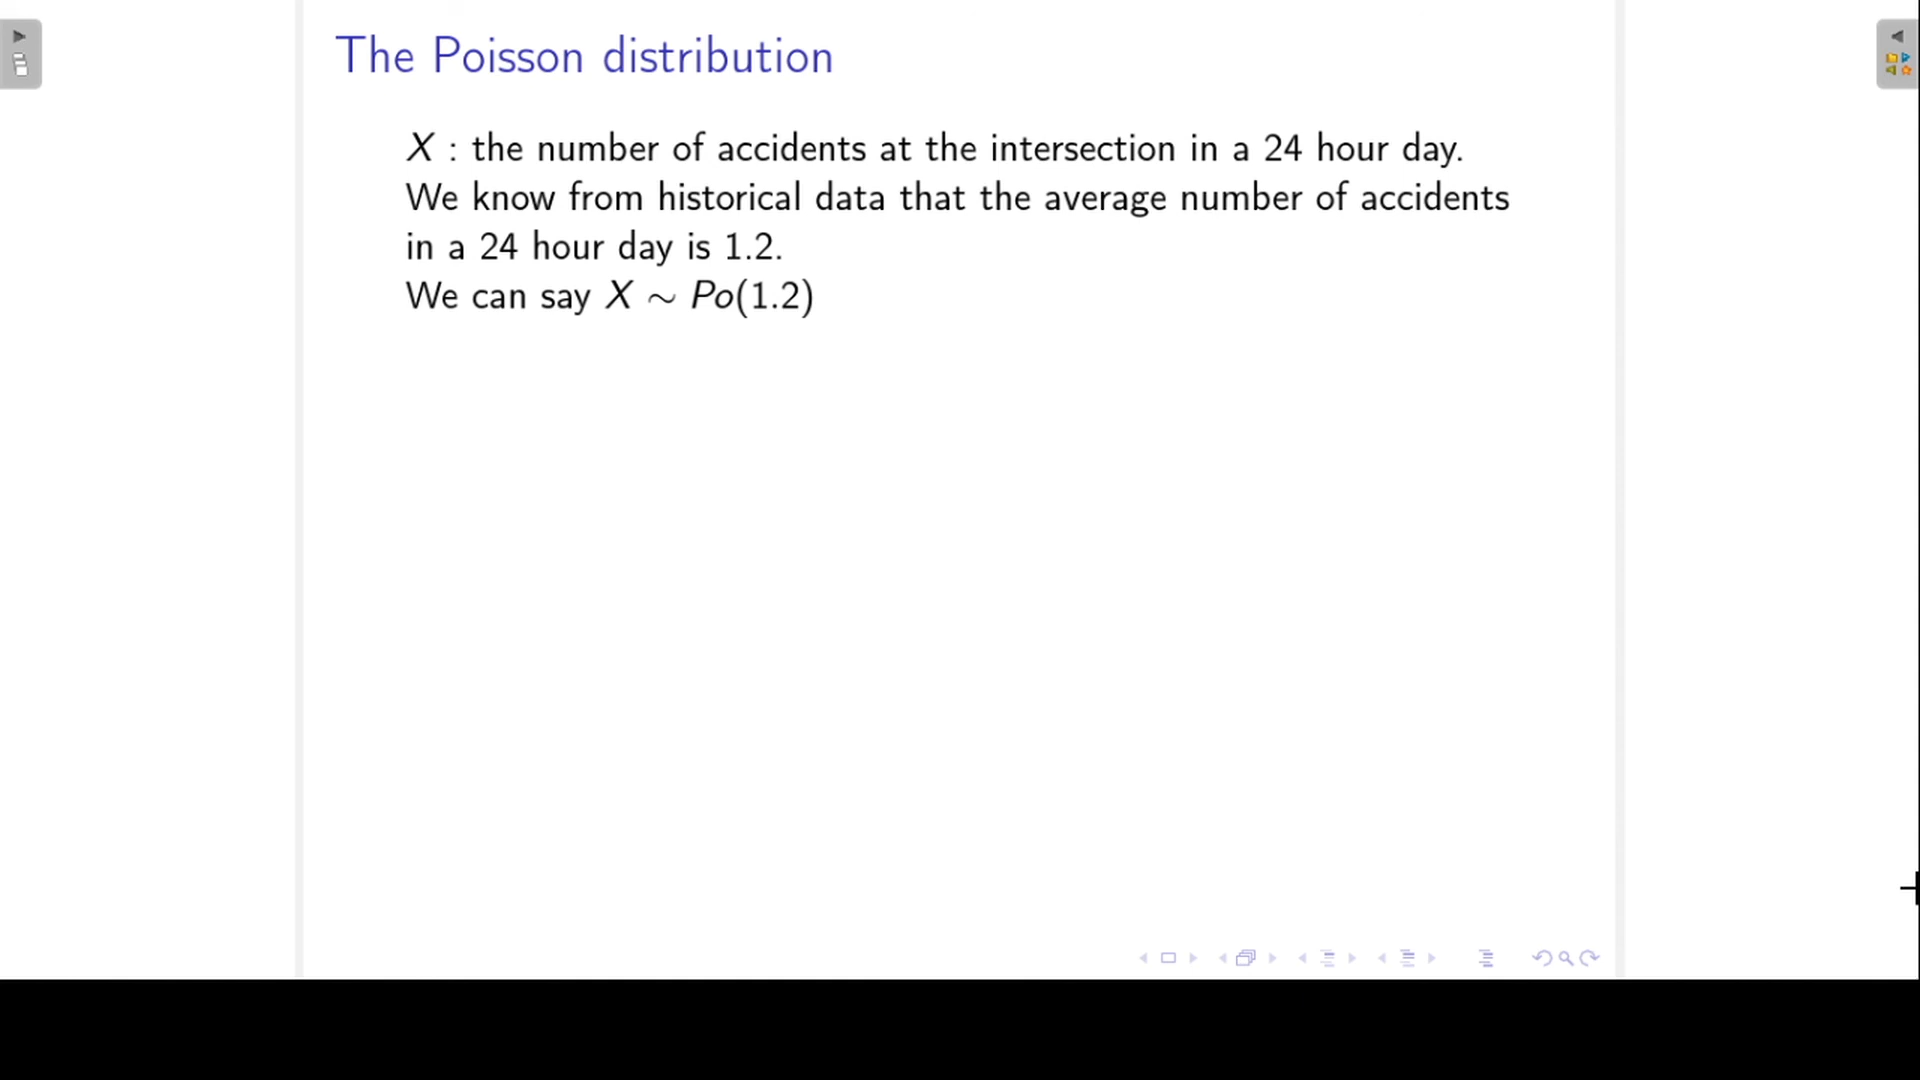 The Poisson distribution
X : the number of accidents at the intersection in a 24 hour day.
We know from historical data that the average number of accidents
in a 24 hour day is 1.2.
We can say X ∼ Po(1.2)